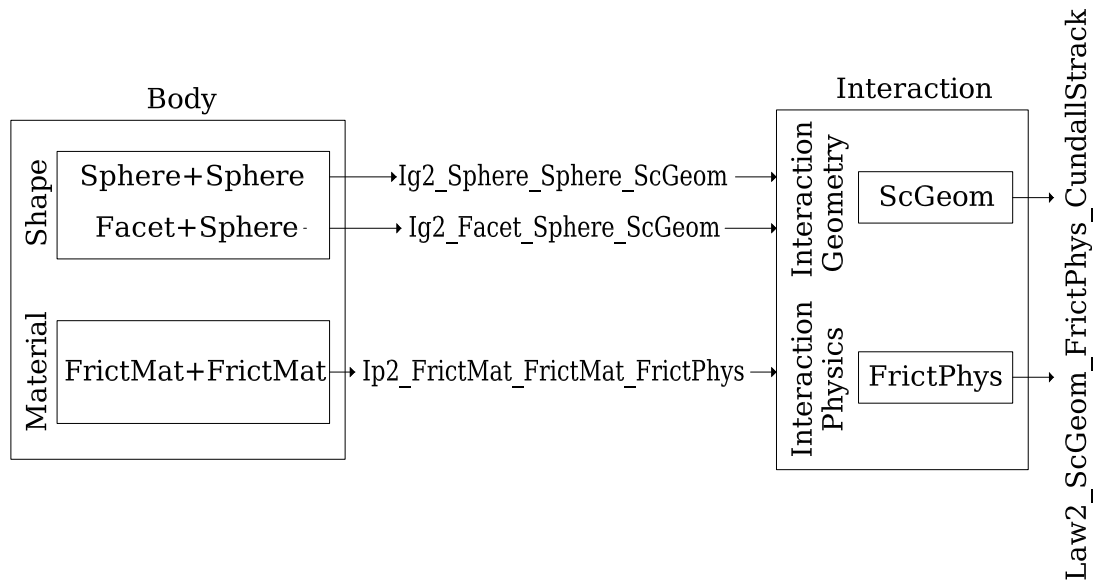 Body
Shape
Sphere+Sphere
Facet+Sphere
Material
FrictMat+FrictMat
Ig2_Sphere_Sphere_ScGeom
Ig2_Facet_Sphere_ScGeom
Ip2_FrictMat_FrictMat_FrictPhys
Interaction
Interaction
Geometry
ScGeom
Interaction
Physics
FrictPhys
Law2_ScGeom_FrictPhys_CundallStrack